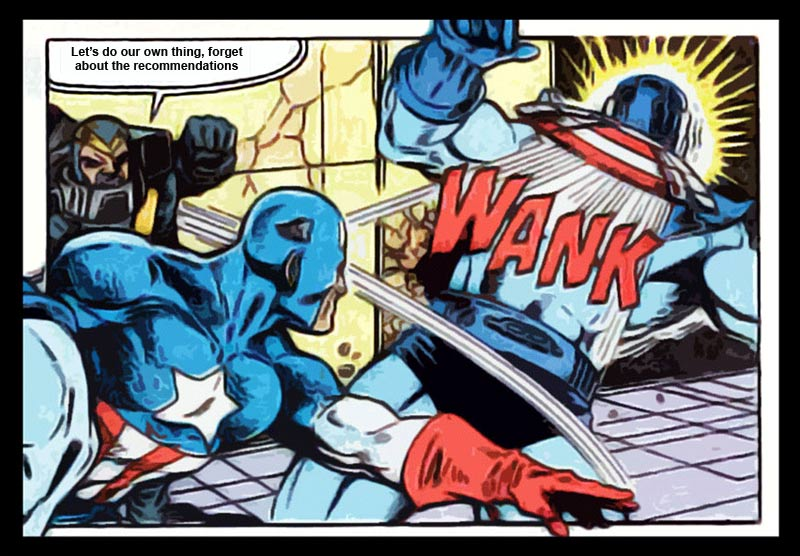 Let's do our own thing, forget
about the recommendations
WANK